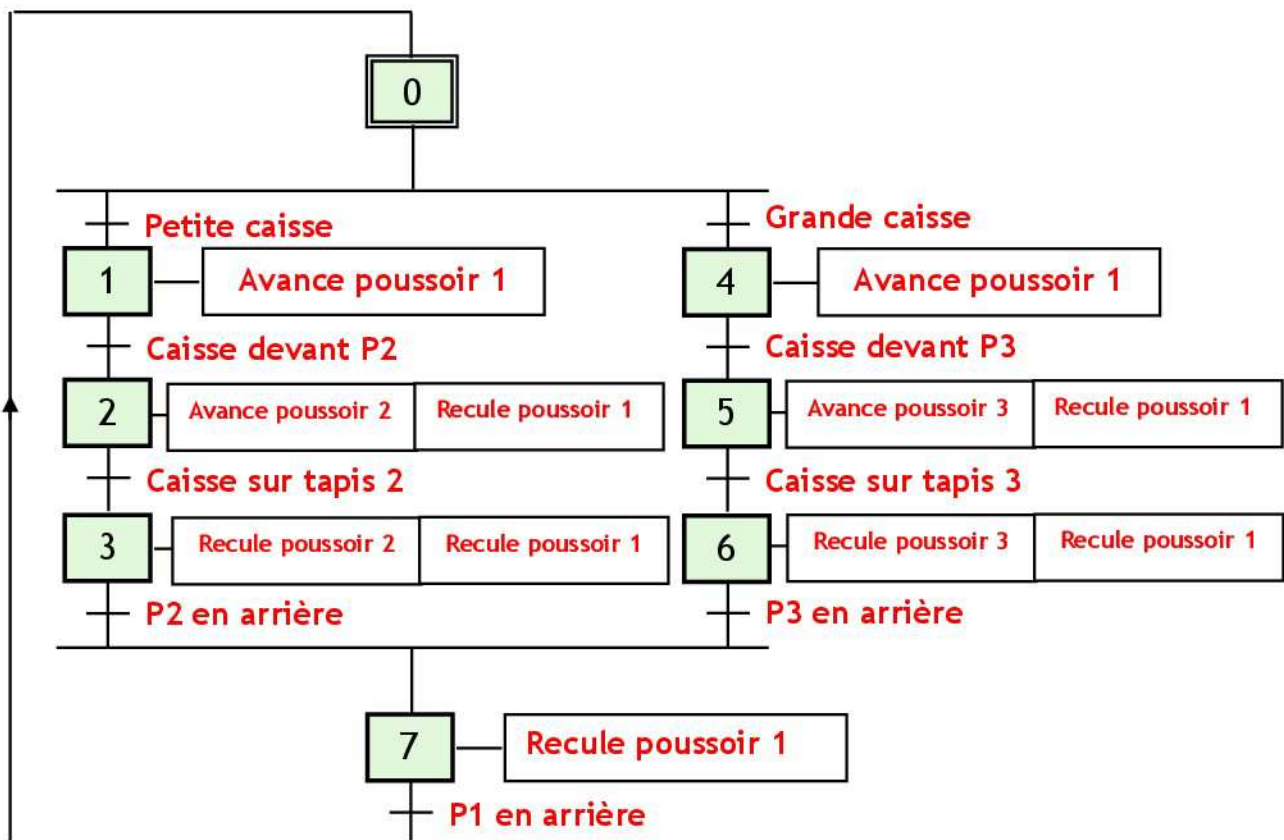 0
Petite caisse
Grande caisse
1 Avance poussoir 1
4 Avance poussoir 1
Caisse devant P2
Caisse devant P3
2 Avance poussoir 2 Recule poussoir 1
5 Avance poussoir 3 Recule poussoir 1
Caisse sur tapis 2
Caisse sur tapis 3
3 Recule poussoir 2 Recule poussoir 1
6 Recule poussoir 3 Recule poussoir 1
P2 en arrière
P3 en arrière
7 Recule poussoir 1
P1 en arrière